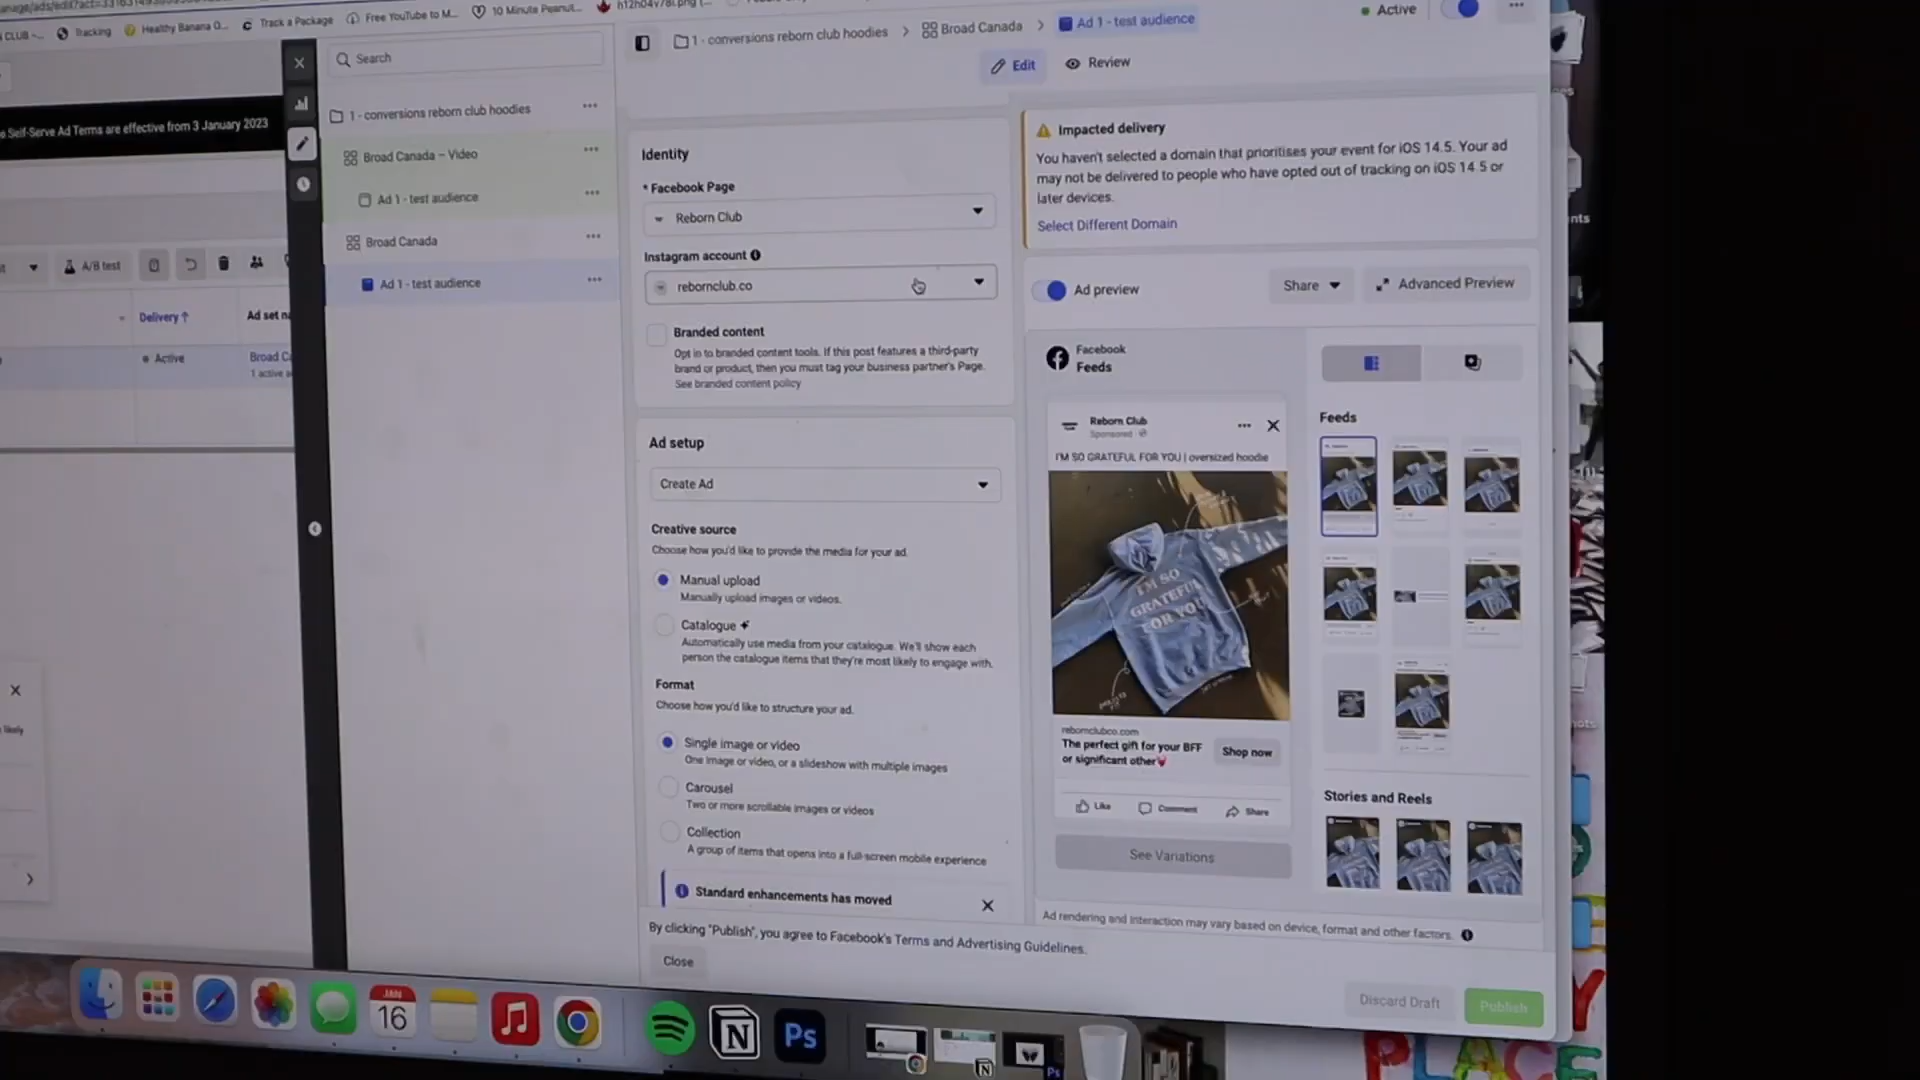 Tracking
Healthy Banana O...
Track a Package
Free YouTube to M...
10 Minute Peanut...
Self-Serve Ad Terms are effective from 3 January 2023
A/B test
Delivery ↑
Active
1 active
Search
1 - conversions reborn club hoodies
Broad Canada – Video
Ad 1 - test audience
Broad Canada
Ad 1 - test audience
1 - conversions reborn club hoodies
Broad Canada
Ad 1 - test audience
Active
Edit
Review
Identity
* Facebook Page
Reborn Club
Instagram account
rebornclub.co
Branded content
Opt in to branded content tools. If this post features a third-party
brand or product, then you must tag your business partner's Page.
See branded content policy
Ad setup
Create Ad
Creative source
Choose how you'd like to provide the media for your ad.
Manual upload
Manually upload images or videos.
Catalogue
Automatically use media from your catalogue. We'll show each
person the catalogue items that they're most likely to engage with.
Format
Choose how you'd like to structure your ad.
Single image or video
One image or video, or a slideshow with multiple images
Carousel
Two or more scrollable images or videos
Collection
A group of items that opens into a full-screen mobile experience
Standard enhancements has moved
By clicking "Publish", you agree to Facebook's Terms and Advertising Guidelines.
Close
Impacted delivery
You haven't selected a domain that prioritises your event for iOS 14.5. Your ad
may not be delivered to people who have opted out of tracking on iOS 14.5 or
later devices.
Select Different Domain
Ad preview
Share
Advanced Preview
Facebook
Feeds
Reborn Club
Sponsored
I'M SO GRATEFUL FOR YOU | oversized hoodie
I'M SO
GRATEFUL
FOR YOU
rebornclubco.com
The perfect gift for your BFF
or significant other
Shop now
Like
Comment
Share
See Variations
Feeds
Stories and Reels
Ad rendering and interaction may vary based on device, format and other factors.
Discard Draft
Publish
JAN
16
N
Ps
PLACE